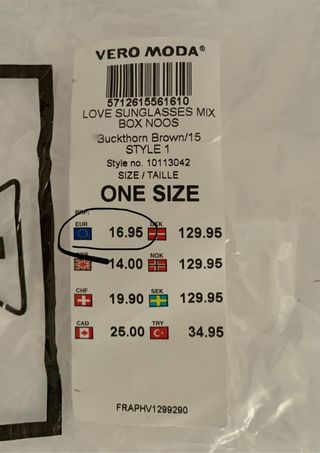 VERO MODA®
5712615561610
LOVE SUNGLASSES MIX
BOX NOOS
Buckthorn Brown/15
STYLE 1
Style no. 10113042
SIZE / TAILLE
ONE SIZE
RRP:
EUR 16.95 DKK 129.95
GBP 14.00 NOK 129.95
CHF 19.90 SEK 129.95
CAD 25.00 TRY 34.95
FRAPHV1299290